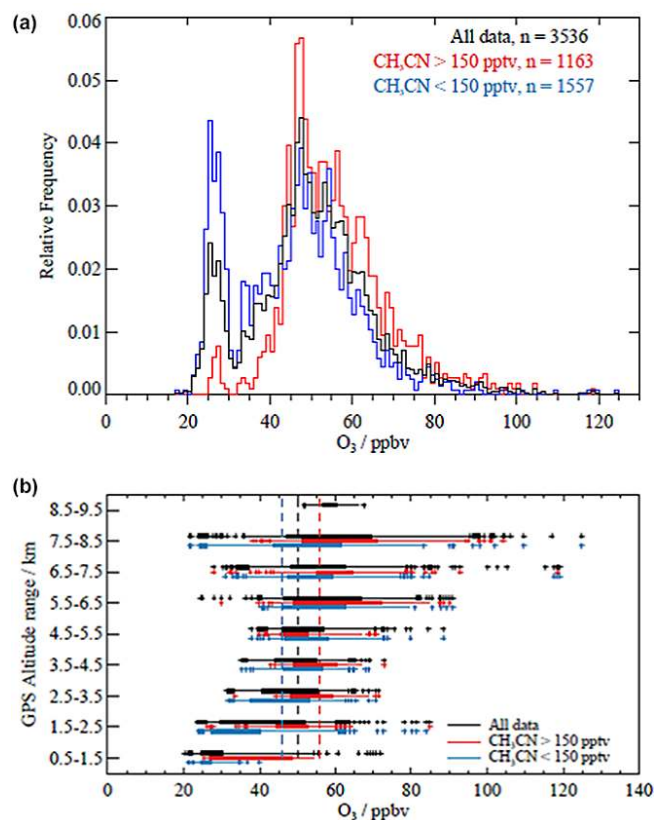 (a)
0.06
0.05
0.04
0.03
0.02
0.01
0.00
Relative Frequency
All data, n = 3536
CH₃CN > 150 pptv, n = 1163
CH₃CN < 150 pptv, n = 1557
20 40 60 80 100 120
O₃ / ppbv
(b)
GPS Altitude range / km
8.5-9.5
7.5-8.5
6.5-7.5
5.5-6.5
4.5-5.5
3.5-4.5
2.5-3.5
1.5-2.5
0.5-1.5
All data
CH₃CN > 150 pptv
CH₃CN < 150 pptv
0 20 40 60 80 100 120 140
O₃ / ppbv